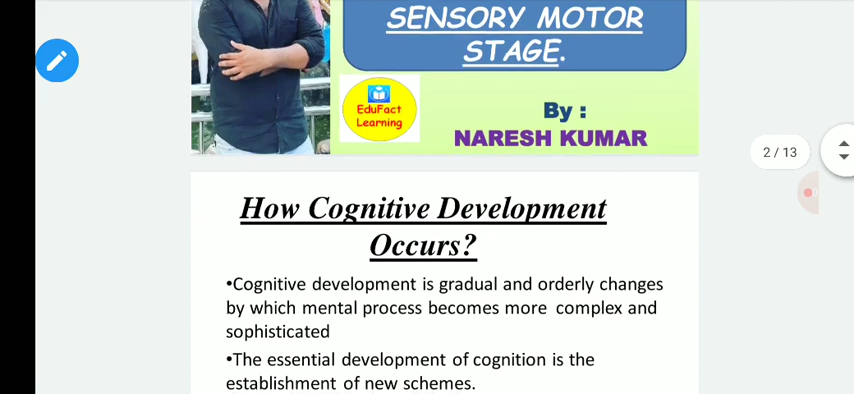 SENSORY MOTOR
STAGE.
EduFact
Learning
By :
NARESH KUMAR
2 / 13
How Cognitive Development
Occurs?
•Cognitive development is gradual and orderly changes
by which mental process becomes more complex and
sophisticated
•The essential development of cognition is the
establishment of new schemes.